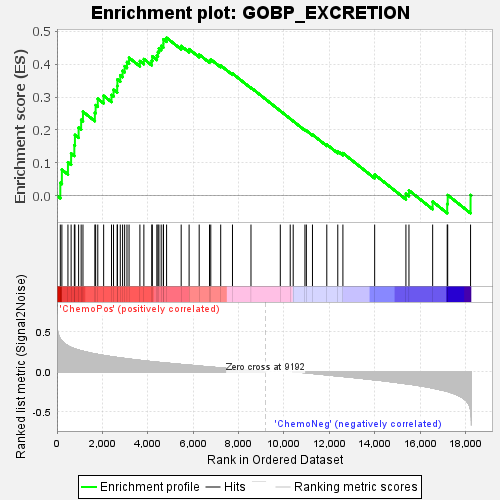 Enrichment plot: GOBP_EXCRETION
Enrichment score (ES)
0.5
0.4
0.3
0.2
0.1
0.0
'ChemoPos' (positively correlated)
Ranked list metric (Signal2Noise)
0.5
0.0
-0.5
Zero cross at 9192
'ChemoNeg' (negatively correlated)
0 2,000 4,000 6,000 8,000 10,000 12,000 14,000 16,000 18,000
Rank in Ordered Dataset
Enrichment profile Hits Ranking metric scores